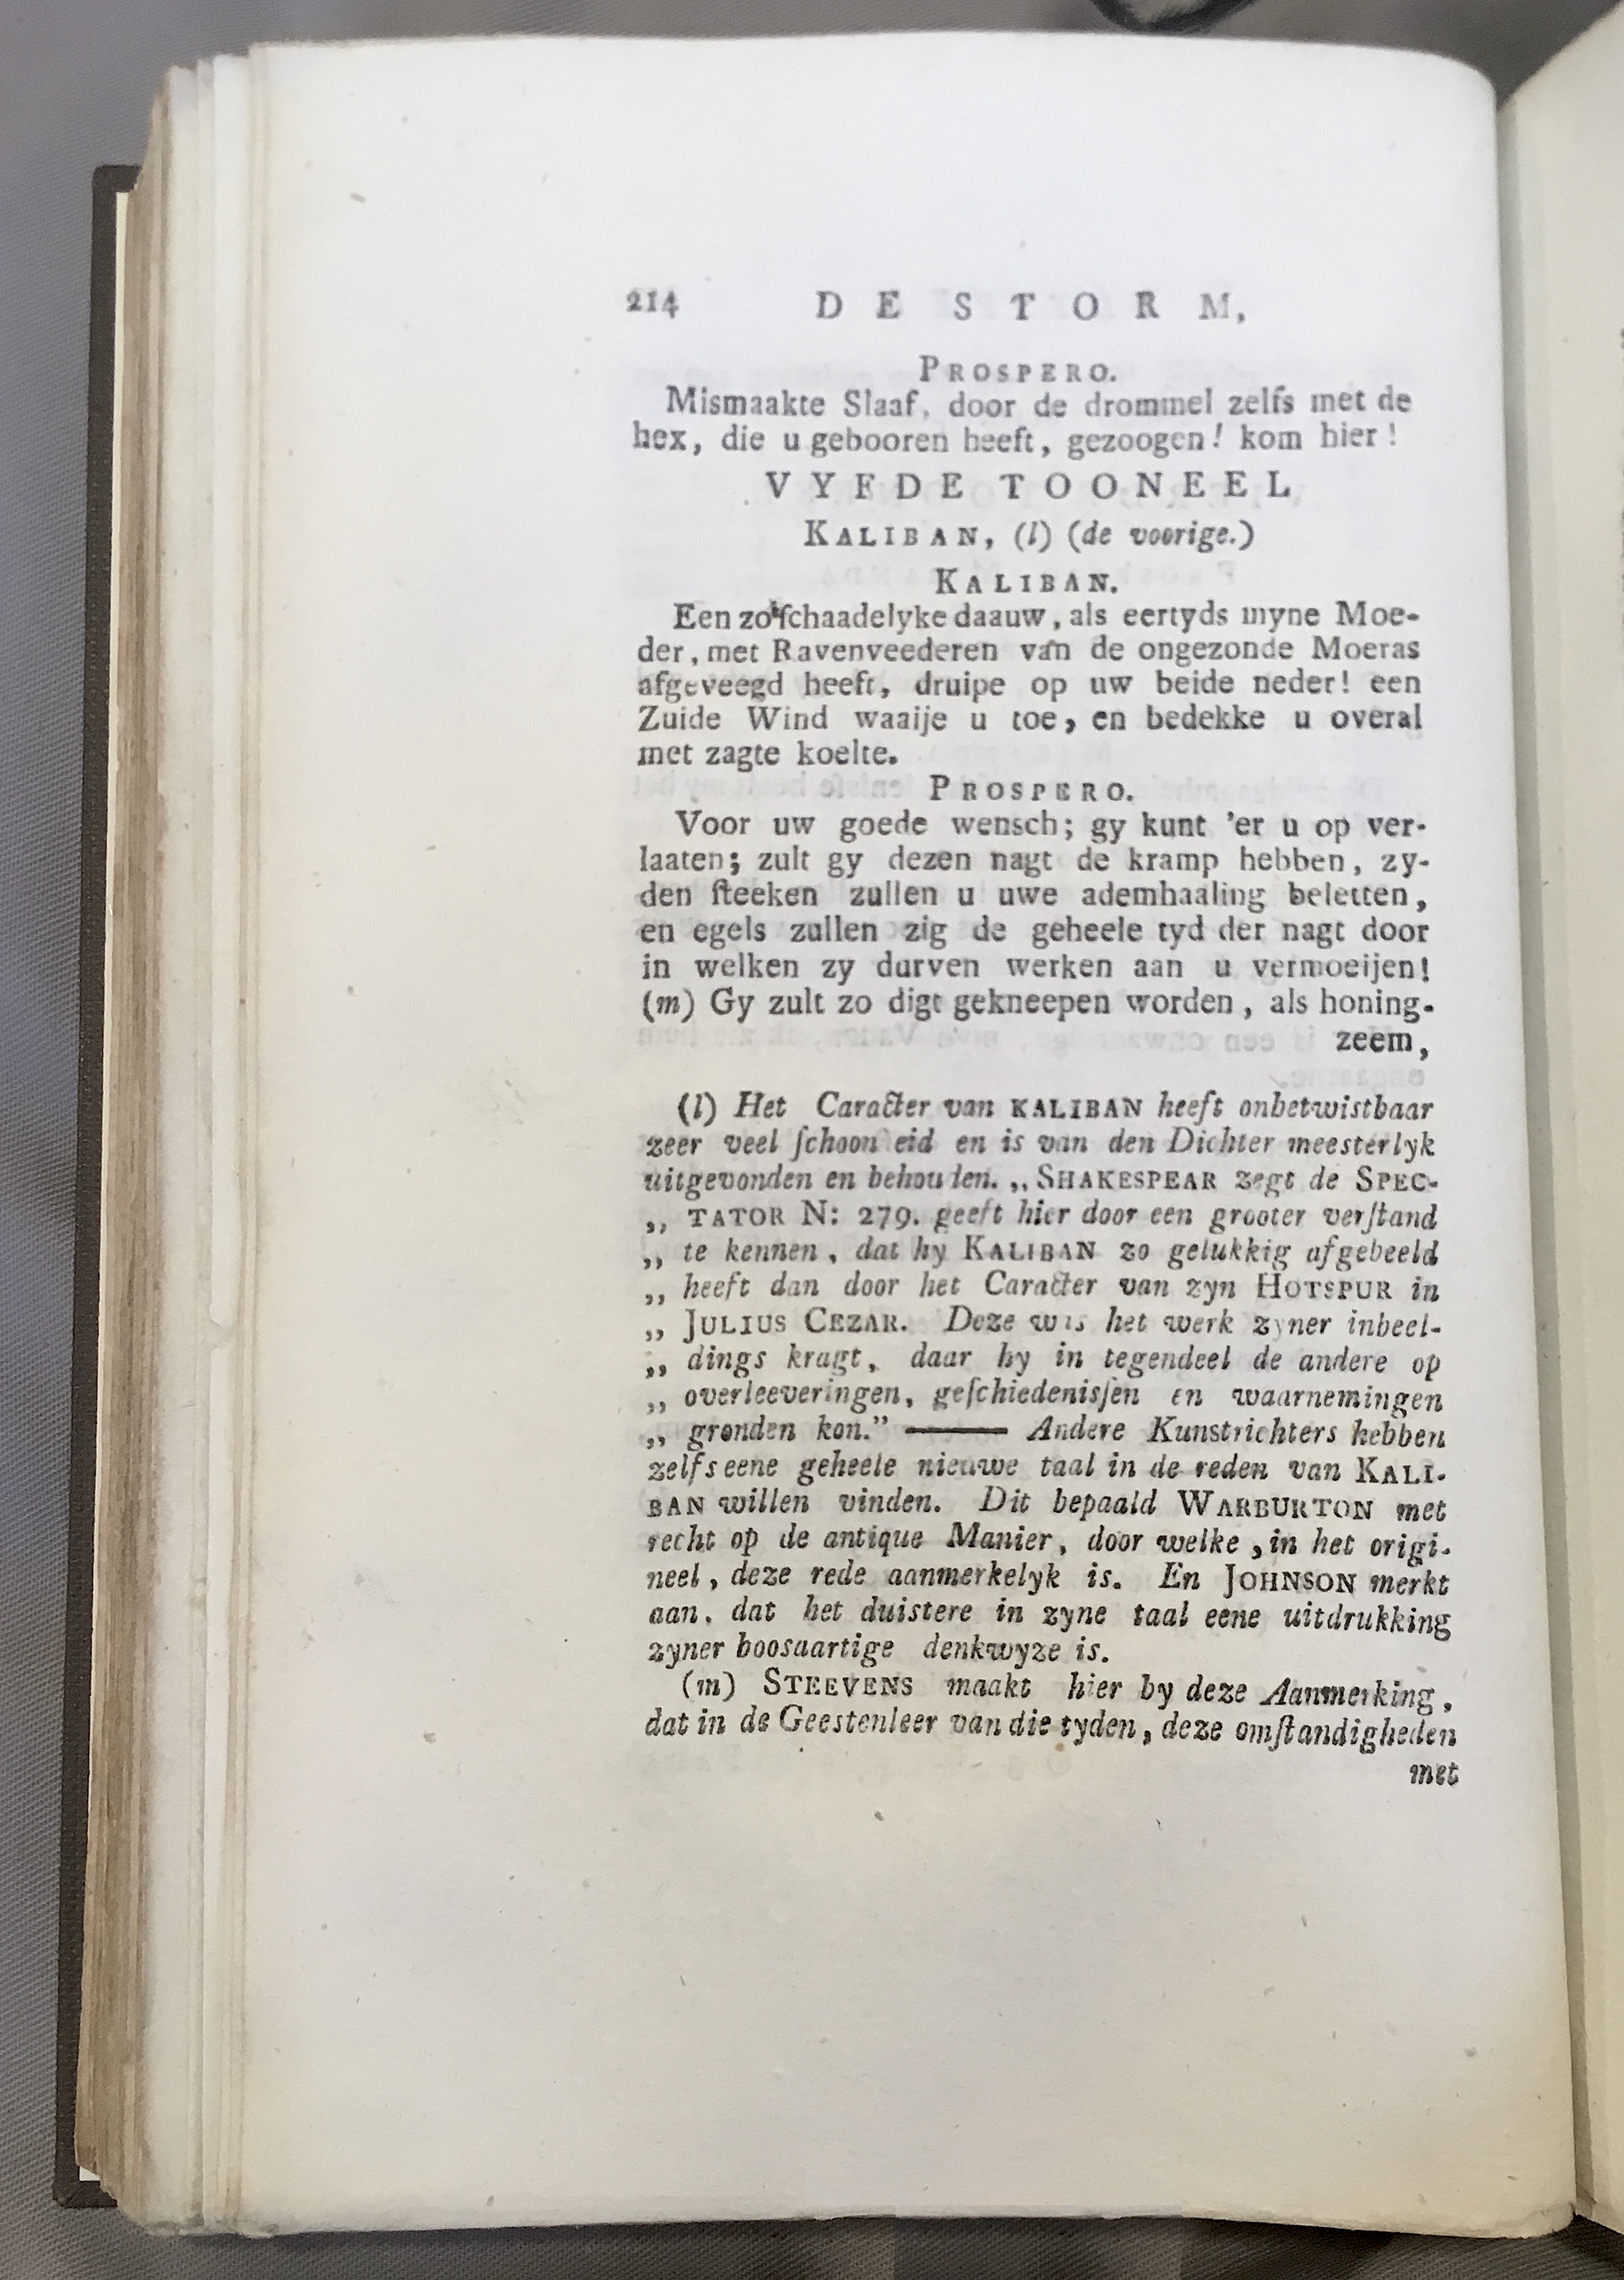 214 DE STORM,
PROSPERO.
Mismaakte Slaaf, door de drommel zelfs met de
hex, die u gebooren heeft, gezoogen! kom hier!
VYFDE TOONEEL
KALIBAN, (l) (de voorige.)
KALIBAN.
Een zo ſchaadelyke daauw, als eertyds myne Moe-
der, met Ravenveederen van de ongezonde Moeras
afgeveegd heeft, druipe op uw beide neder! een
Zuide Wind waaije u toe, en bedekke u overal
met zagte koelte.
PROSPERO.
Voor uw goede wensch; gy kunt 'er u op ver-
laaten; zult gy dezen nagt de kramp hebben, zy-
den ſteeken zullen u uwe ademhaaling beletten,
en egels zullen zig de geheele tyd der nagt door
in welken zy durven werken aan u vermoeijen!
(m) Gy zult zo digt gekneepen worden, als honing-
zeem,
(l) Het Caracter van KALIBAN heeft onbetwistbaar
zeer veel ſchoonheid en is van den Dichter meesterlyk
uitgevonden en behouden. „SHAKESPEAR zegt de SPEC-
„ TATOR N: 279. geeft hier door een grooter verſtand
„ te kennen, dat hy KALIBAN zo gelukkig afgebeeld
„ heeft dan door het Caracter van zyn HOTSPUR in
„ JULIUS CEZAR. Deze was het werk zyner inbeel-
„ dings kragt, daar hy in tegendeel de andere op
„ overleeveringen, geſchiedenisſen en waarnemingen
„ gronden kon.” —— Andere Kunstrichters hebben
zelfs eene geheele nieuwe taal in de reden van KALI-
BAN willen vinden. Dit bepaald WARBURTON met
recht op de antique Manier, door welke, in het origi-
neel, deze rede aanmerkelyk is. En JOHNSON merkt
aan, dat het duistere in zyne taal eene uitdrukking
zyner boosaartige denkwyze is.
(m) STEEVENS maakt hier by deze Aanmerking,
dat in de Geestenleer van die tyden, deze omſtandigheden
met